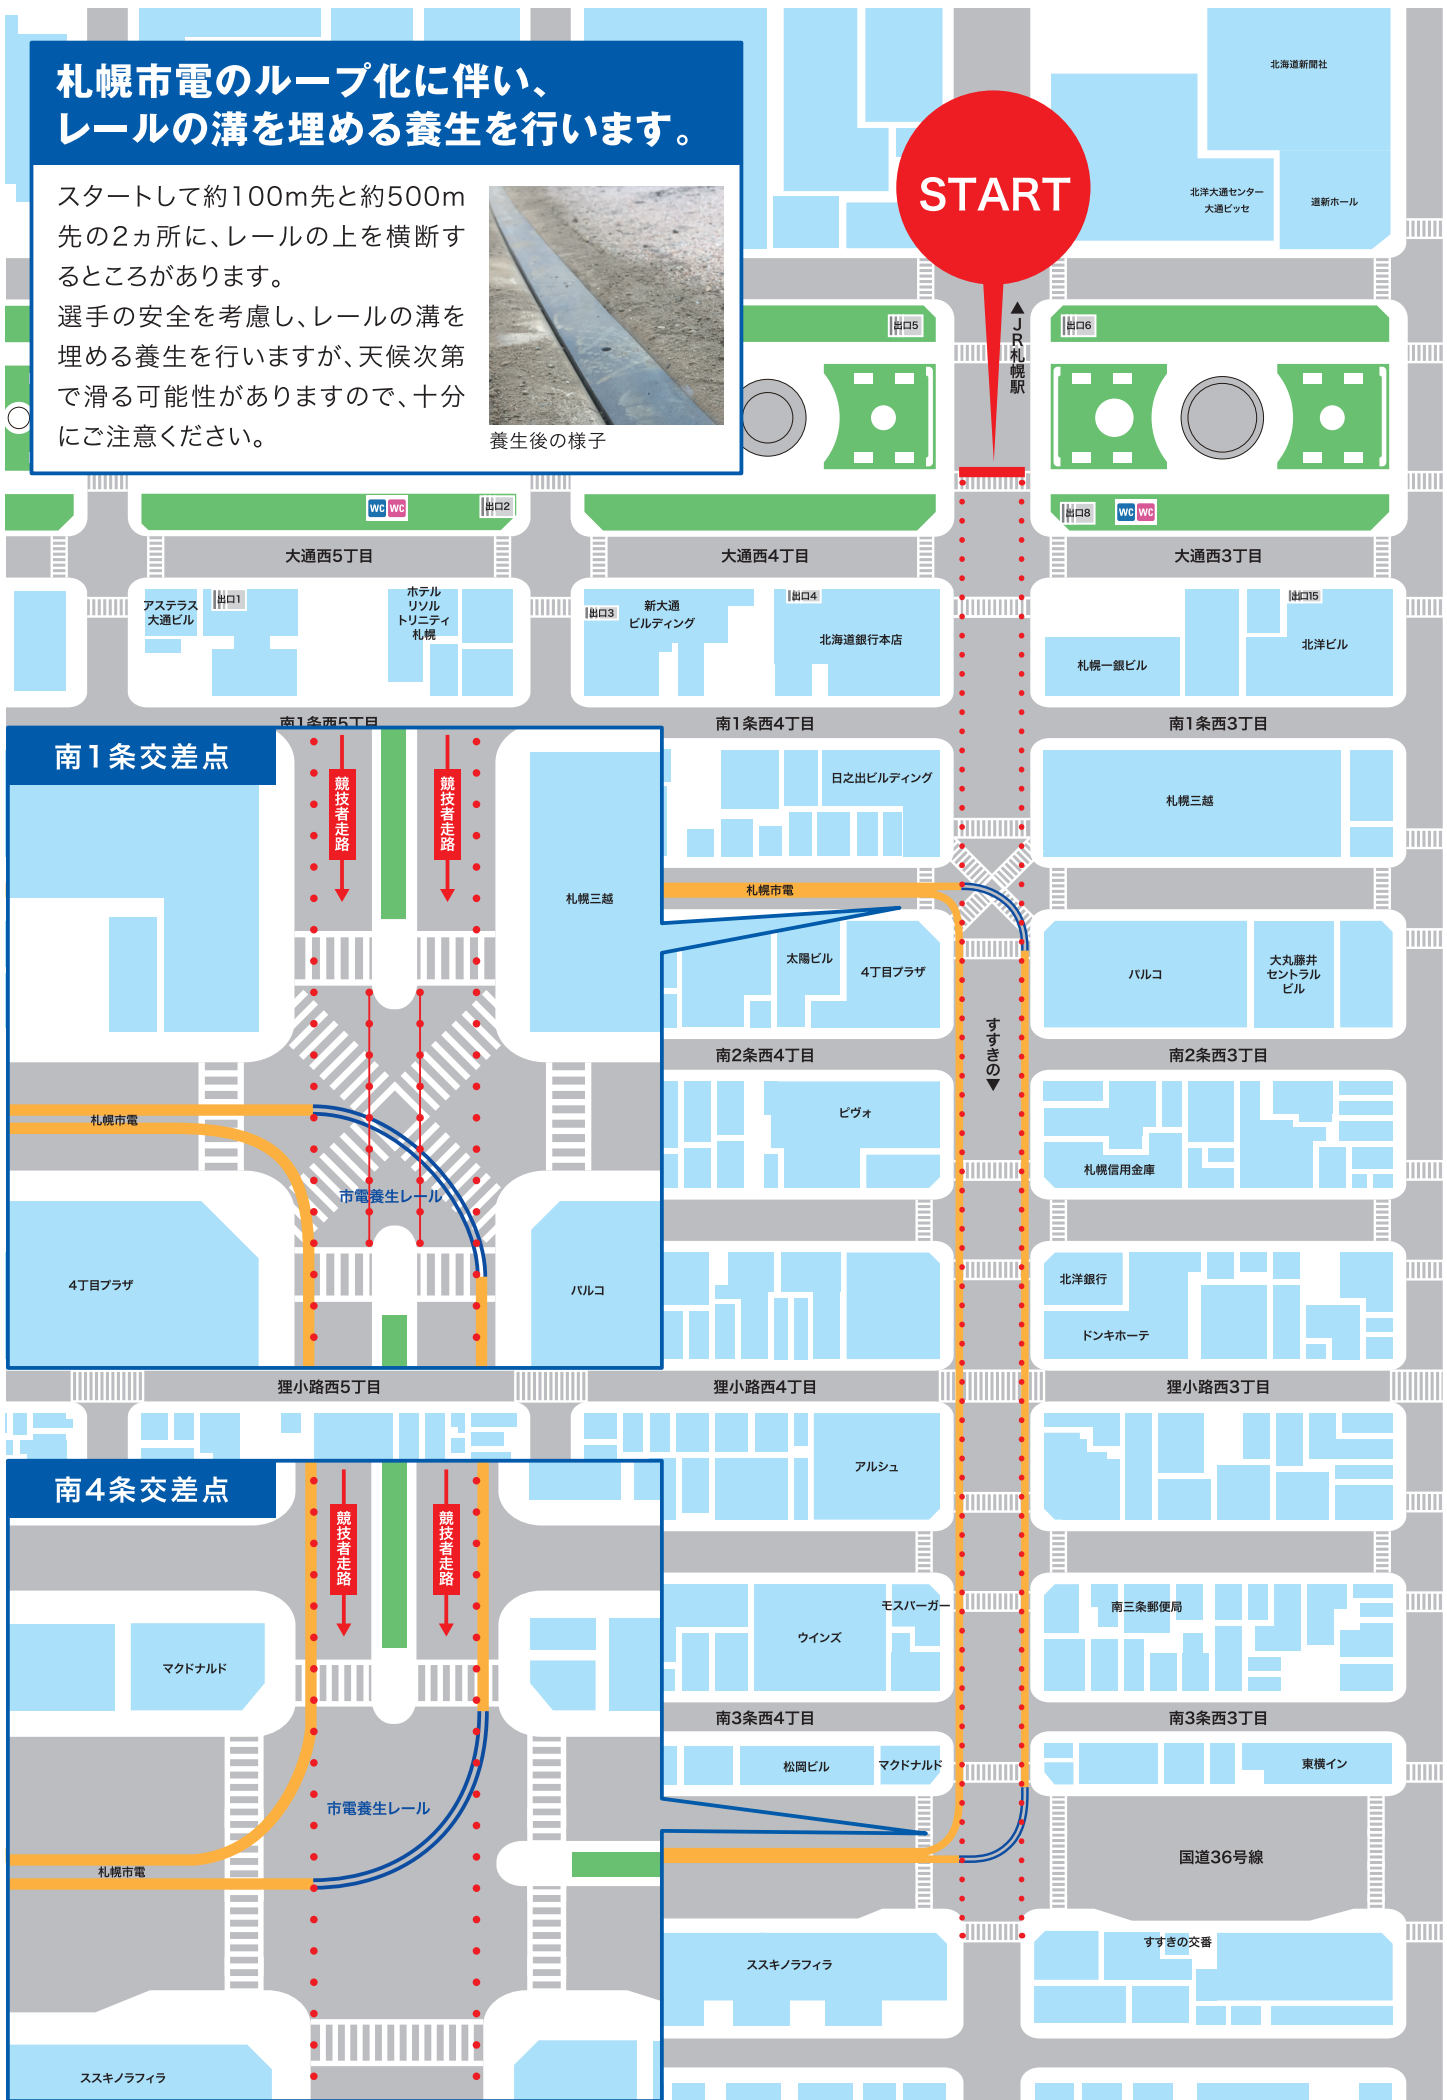 札幌市電のループ化に伴い、
レールの溝を埋める養生を行います。
スタートして約100m先と約500m
先の2ヵ所に、レールの上を横断す
るところがあります。
選手の安全を考慮し、レールの溝を
埋める養生を行いますが、天候次第
で滑る可能性がありますので、十分
にご注意ください。
養生後の様子
START
北海道新聞社
北洋大通センター
大通ビッセ
道新ホール
▲JR札幌駅
出口5
出口6
WC WC
出口2
出口8
WC WC
大通西5丁目
大通西4丁目
大通西3丁目
アステラス
大通ビル
出口1
ホテル
リソル
トリニティ
札幌
出口3
新大通
ビルディング
出口4
北海道銀行本店
出口15
北洋ビル
札幌一銀ビル
南1条西5丁目
南1条西4丁目
南1条西3丁目
南1条交差点
競技者走路
競技者走路
札幌三越
札幌市電
市電養生レール
4丁目プラザ
パルコ
日之出ビルディング
札幌三越
札幌市電
太陽ビル
4丁目プラザ
パルコ
大丸藤井
セントラル
ビル
すすきの▼
南2条西4丁目
南2条西3丁目
ピヴォ
札幌信用金庫
北洋銀行
ドンキホーテ
狸小路西5丁目
狸小路西4丁目
狸小路西3丁目
アルシュ
南4条交差点
競技者走路
競技者走路
マクドナルド
市電養生レール
札幌市電
ススキノラフィラ
モスバーガー
ウインズ
南三条郵便局
南3条西4丁目
南3条西3丁目
松岡ビル
マクドナルド
東横イン
国道36号線
ススキノラフィラ
すすきの交番